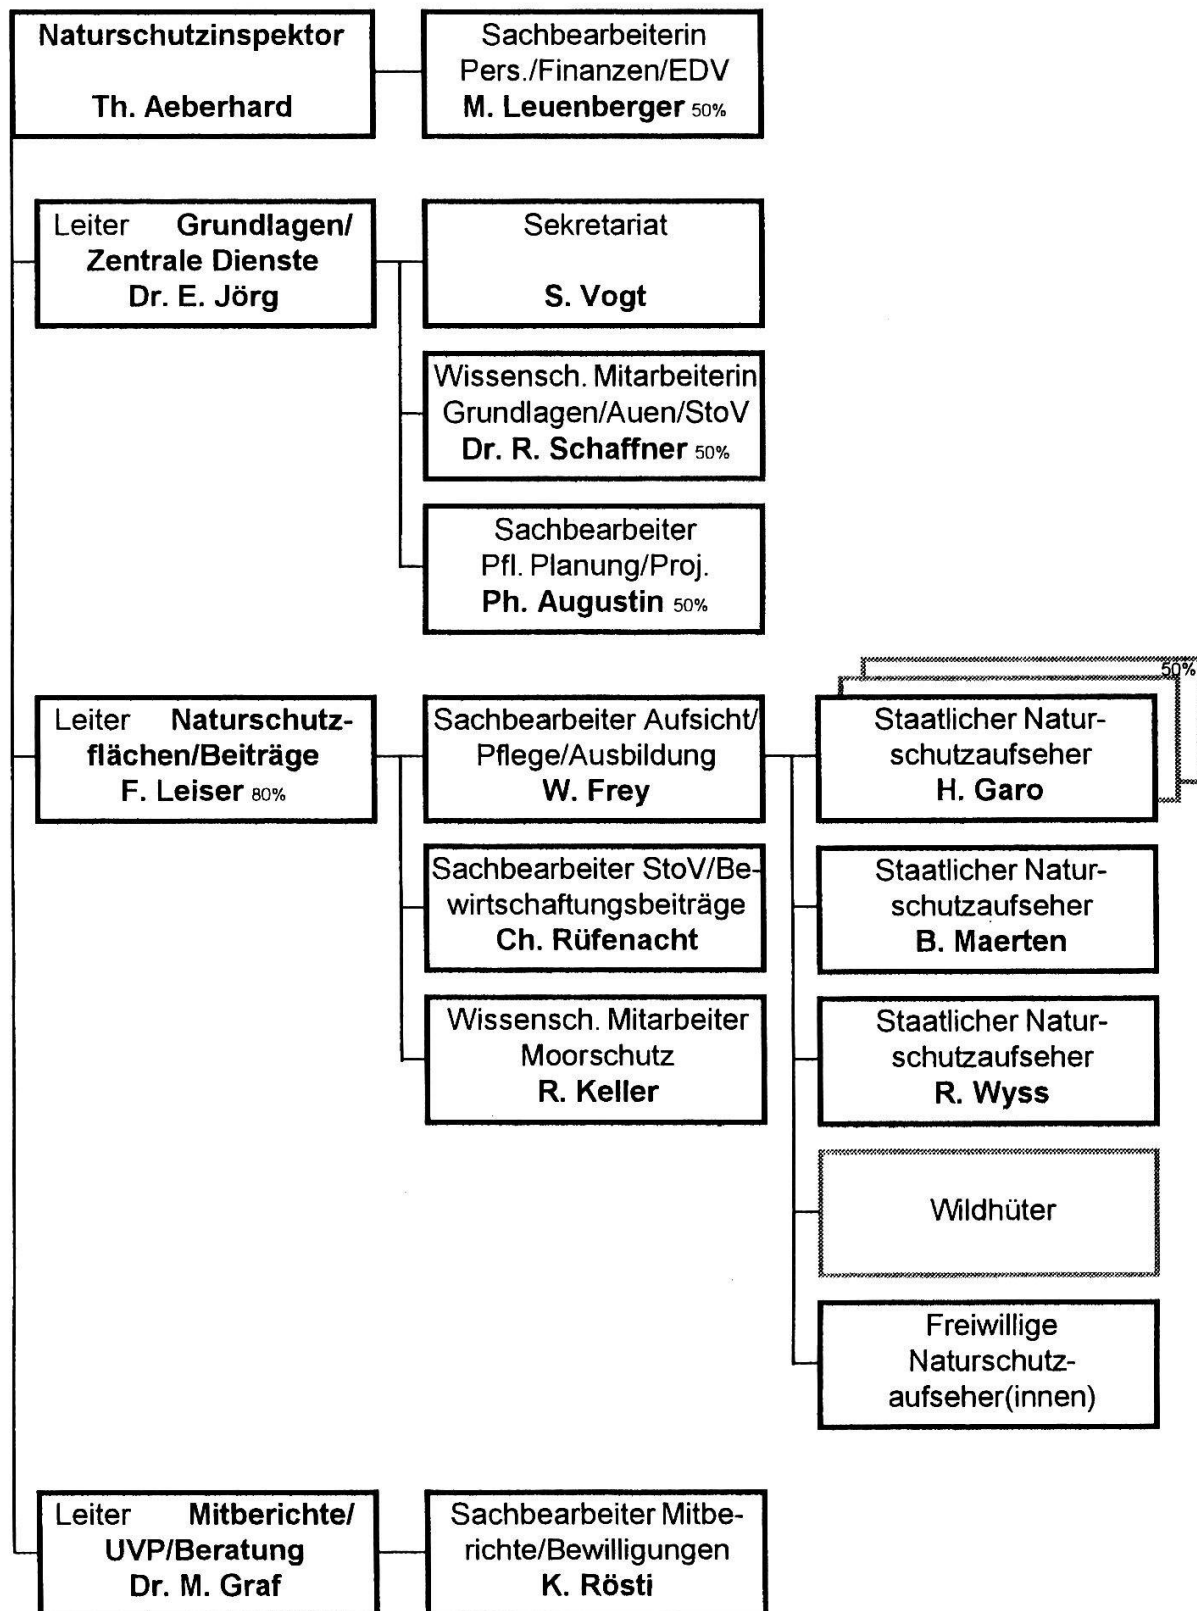 Naturschutzinspektor
Th. Aeberhard
Sachbearbeiterin
Pers./Finanzen/EDV
M. Leuenberger 50%
Leiter Grundlagen/
Zentrale Dienste
Dr. E. Jörg
Sekretariat
S. Vogt
Wissensch. Mitarbeiterin
Grundlagen/Auen/StoV
Dr. R. Schaffner 50%
Sachbearbeiter
Pfl. Planung/Proj.
Ph. Augustin 50%
Leiter Naturschutz-
flächen/Beiträge
F. Leiser 80%
Sachbearbeiter Aufsicht/
Pflege/Ausbildung
W. Frey
50%
Staatlicher Natur-
schutzaufseher
H. Garo
Sachbearbeiter StoV/Be-
wirtschaftungsbeiträge
Ch. Rüfenacht
Staatlicher Natur-
schutzaufseher
B. Maerten
Wissensch. Mitarbeiter
Moorschutz
R. Keller
Staatlicher Natur-
schutzaufseher
R. Wyss
Wildhüter
Freiwillige
Naturschutz-
aufseher(innen)
Leiter Mitberichte/
UVP/Beratung
Dr. M. Graf
Sachbearbeiter Mitbe-
richte/Bewilligungen
K. Rösti